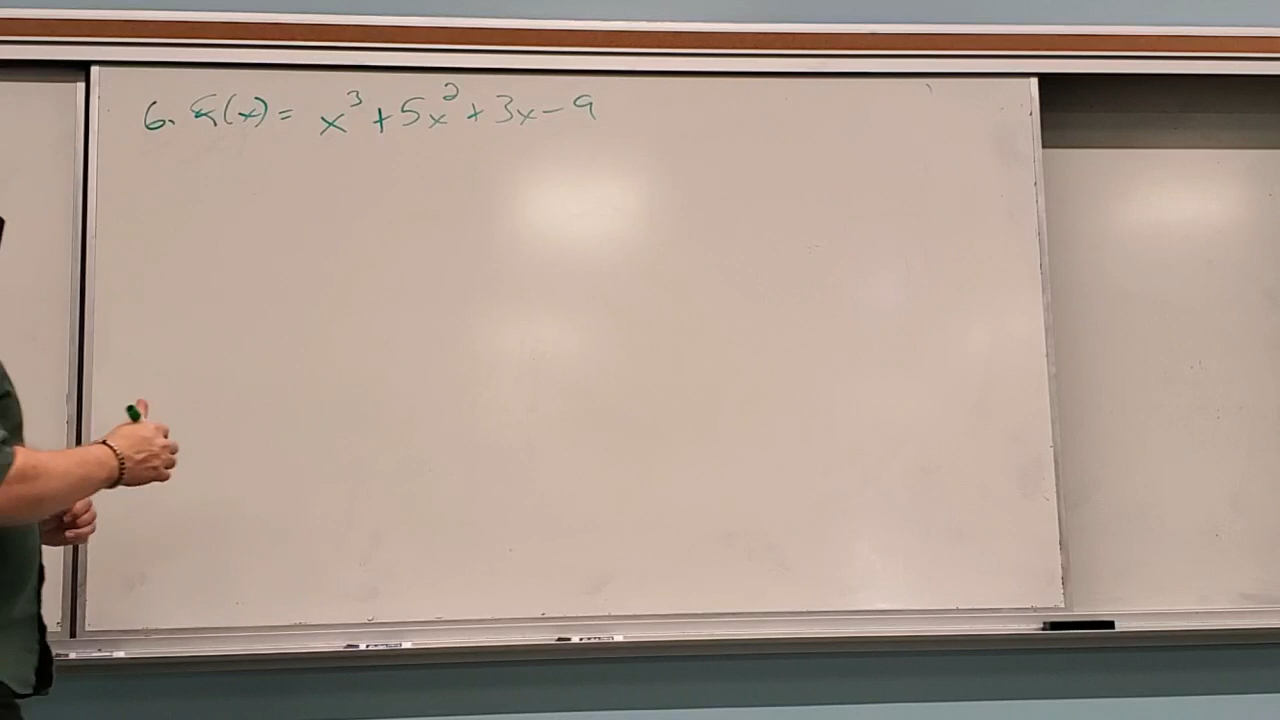 6. f(x) = x³ + 5x² + 3x - 9